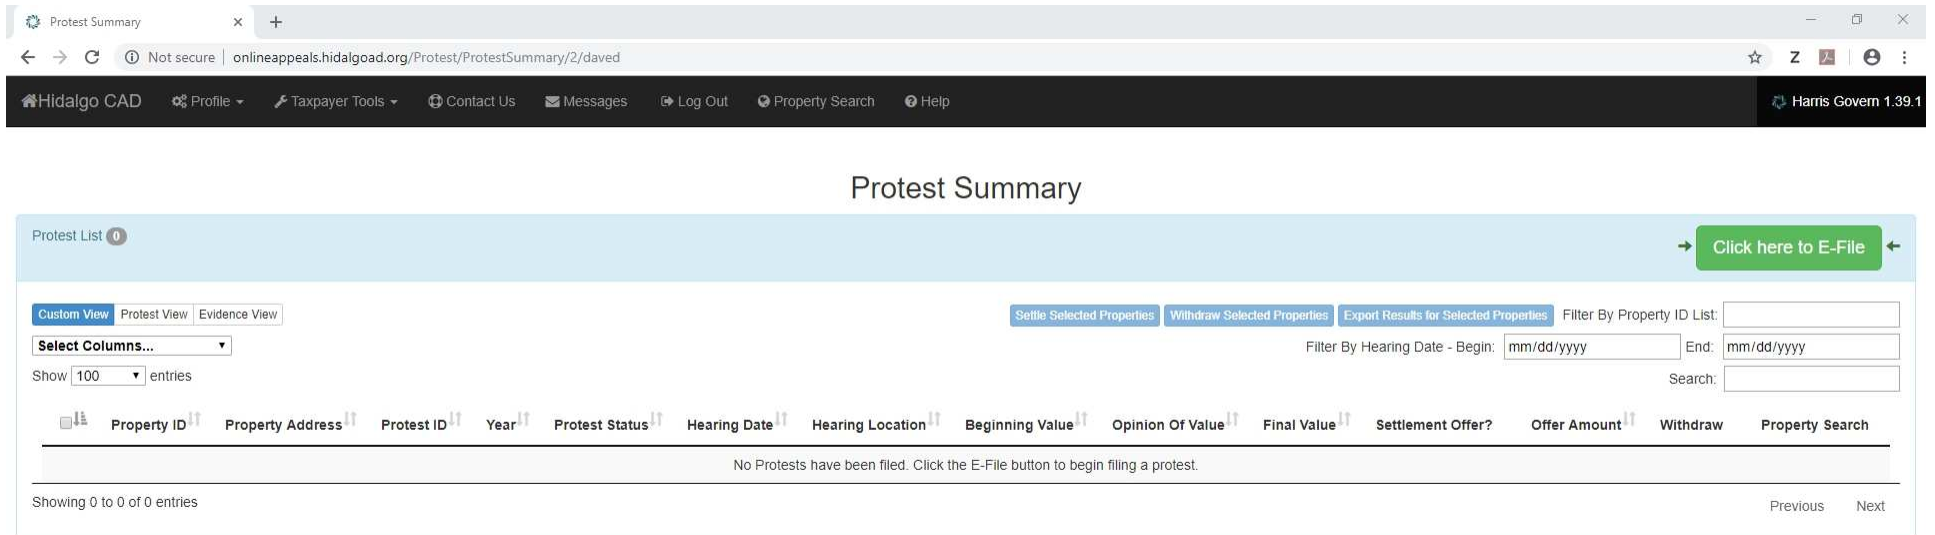 Protest Summary
Not secure | onlineappeals.hidalgoad.org/Protest/ProtestSummary/2/daved
Z
Hidalgo CAD Profile Taxpayer Tools Contact Us Messages Log Out Property Search Help Harris Govern 1.39.1
Protest Summary
Protest List 0 Click here to E-File
Custom View Protest View Evidence View Settle Selected Properties Withdraw Selected Properties Export Results for Selected Properties Filter By Property ID List:
Select Columns... Filter By Hearing Date - Begin: mm/dd/yyyy End: mm/dd/yyyy
Show 100 entries Search:
Property ID Property Address Protest ID Year Protest Status Hearing Date Hearing Location Beginning Value Opinion Of Value Final Value Settlement Offer? Offer Amount Withdraw Property Search
No Protests have been filed. Click the E-File button to begin filing a protest.
Showing 0 to 0 of 0 entries Previous Next